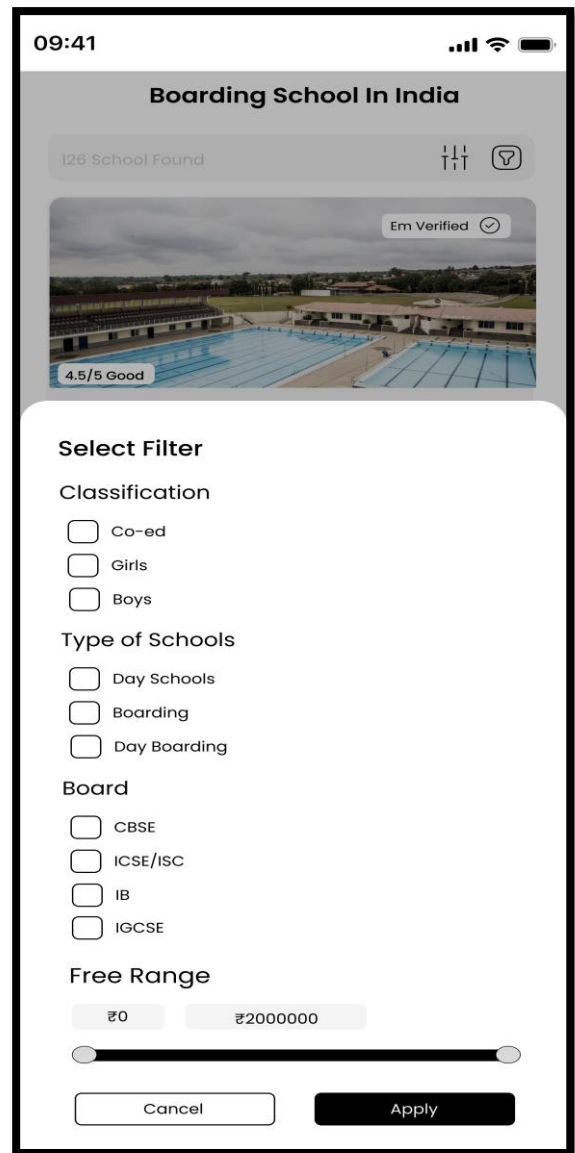 09:41
Boarding School In India
126 School Found
Em Verified
4.5/5 Good
Select Filter
Classification
Co-ed
Girls
Boys
Type of Schools
Day Schools
Boarding
Day Boarding
Board
CBSE
ICSE/ISC
IB
IGCSE
Free Range
₹0 ₹2000000
Cancel Apply